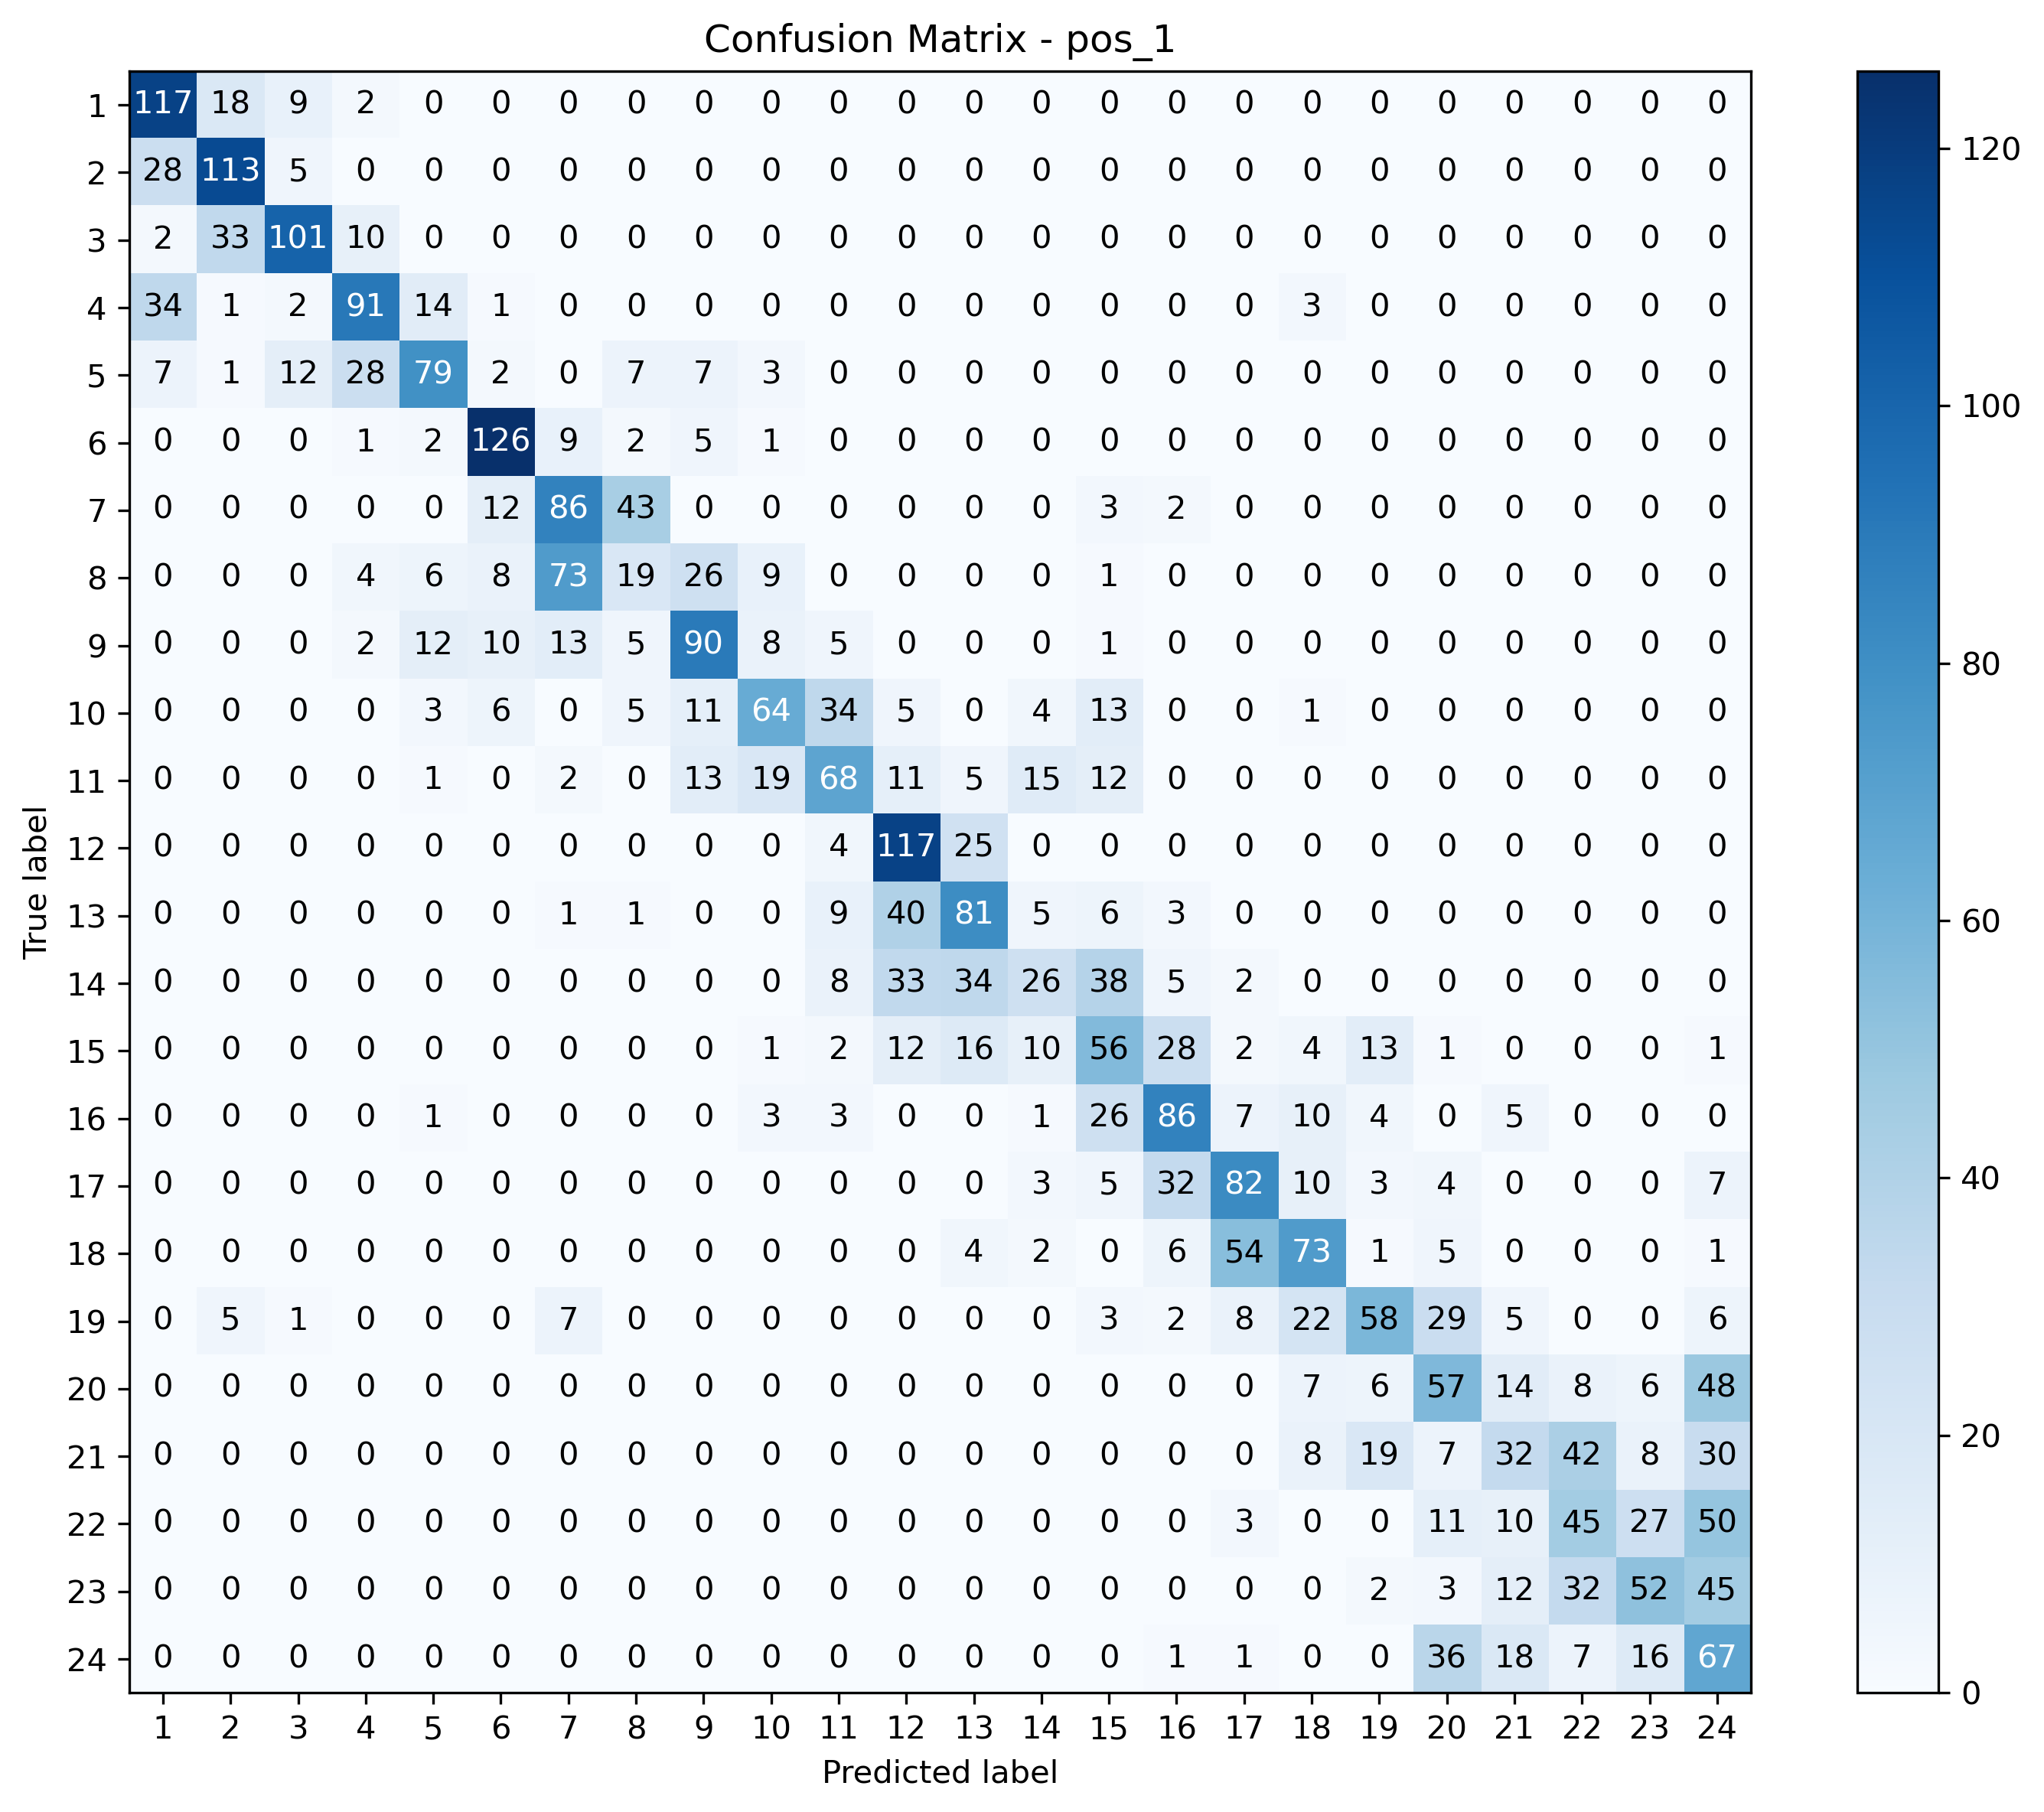 Confusion Matrix - pos_1
1 117 18 9 2 0 0 0 0 0 0 0 0 0 0 0 0 0 0 0 0 0 0 0 0
2 28 113 5 0 0 0 0 0 0 0 0 0 0 0 0 0 0 0 0 0 0 0 0 0
3 2 33 101 10 0 0 0 0 0 0 0 0 0 0 0 0 0 0 0 0 0 0 0 0
4 34 1 2 91 14 1 0 0 0 0 0 0 0 0 0 0 0 3 0 0 0 0 0 0
5 7 1 12 28 79 2 0 7 7 3 0 0 0 0 0 0 0 0 0 0 0 0 0 0
6 0 0 0 1 2 126 9 2 5 1 0 0 0 0 0 0 0 0 0 0 0 0 0 0
7 0 0 0 0 0 12 86 43 0 0 0 0 0 0 3 2 0 0 0 0 0 0 0 0
8 0 0 0 4 6 8 73 19 26 9 0 0 0 0 1 0 0 0 0 0 0 0 0 0
9 0 0 0 2 12 10 13 5 90 8 5 0 0 0 1 0 0 0 0 0 0 0 0 0
10 0 0 0 0 3 6 0 5 11 64 34 5 0 4 13 0 0 1 0 0 0 0 0 0
11 0 0 0 0 1 0 2 0 13 19 68 11 5 15 12 0 0 0 0 0 0 0 0 0
12 0 0 0 0 0 0 0 0 0 0 4 117 25 0 0 0 0 0 0 0 0 0 0 0
13 0 0 0 0 0 0 1 1 0 0 9 40 81 5 6 3 0 0 0 0 0 0 0 0
14 0 0 0 0 0 0 0 0 0 0 8 33 34 26 38 5 2 0 0 0 0 0 0 0
15 0 0 0 0 0 0 0 0 0 1 2 12 16 10 56 28 2 4 13 1 0 0 0 1
16 0 0 0 0 1 0 0 0 0 3 3 0 0 1 26 86 7 10 4 0 5 0 0 0
17 0 0 0 0 0 0 0 0 0 0 0 0 0 3 5 32 82 10 3 4 0 0 0 7
18 0 0 0 0 0 0 0 0 0 0 0 0 4 2 0 6 54 73 1 5 0 0 0 1
19 0 5 1 0 0 0 7 0 0 0 0 0 0 0 3 2 8 22 58 29 5 0 0 6
20 0 0 0 0 0 0 0 0 0 0 0 0 0 0 0 0 0 7 6 57 14 8 6 48
21 0 0 0 0 0 0 0 0 0 0 0 0 0 0 0 0 0 8 19 7 32 42 8 30
22 0 0 0 0 0 0 0 0 0 0 0 0 0 0 0 0 3 0 0 11 10 45 27 50
23 0 0 0 0 0 0 0 0 0 0 0 0 0 0 0 0 0 0 2 3 12 32 52 45
24 0 0 0 0 0 0 0 0 0 0 0 0 0 0 0 1 1 0 0 36 18 7 16 67
1 2 3 4 5 6 7 8 9 10 11 12 13 14 15 16 17 18 19 20 21 22 23 24
Predicted label
True label
120
100
80
60
40
20
0